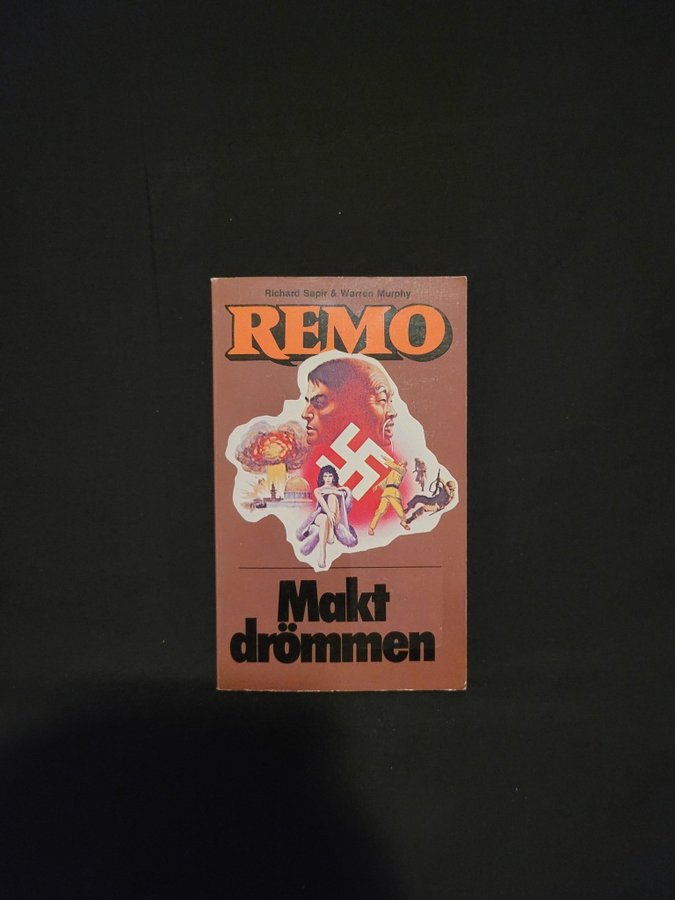 Richard Sapir & Warren Murphy
REMO
Makt
drömmen